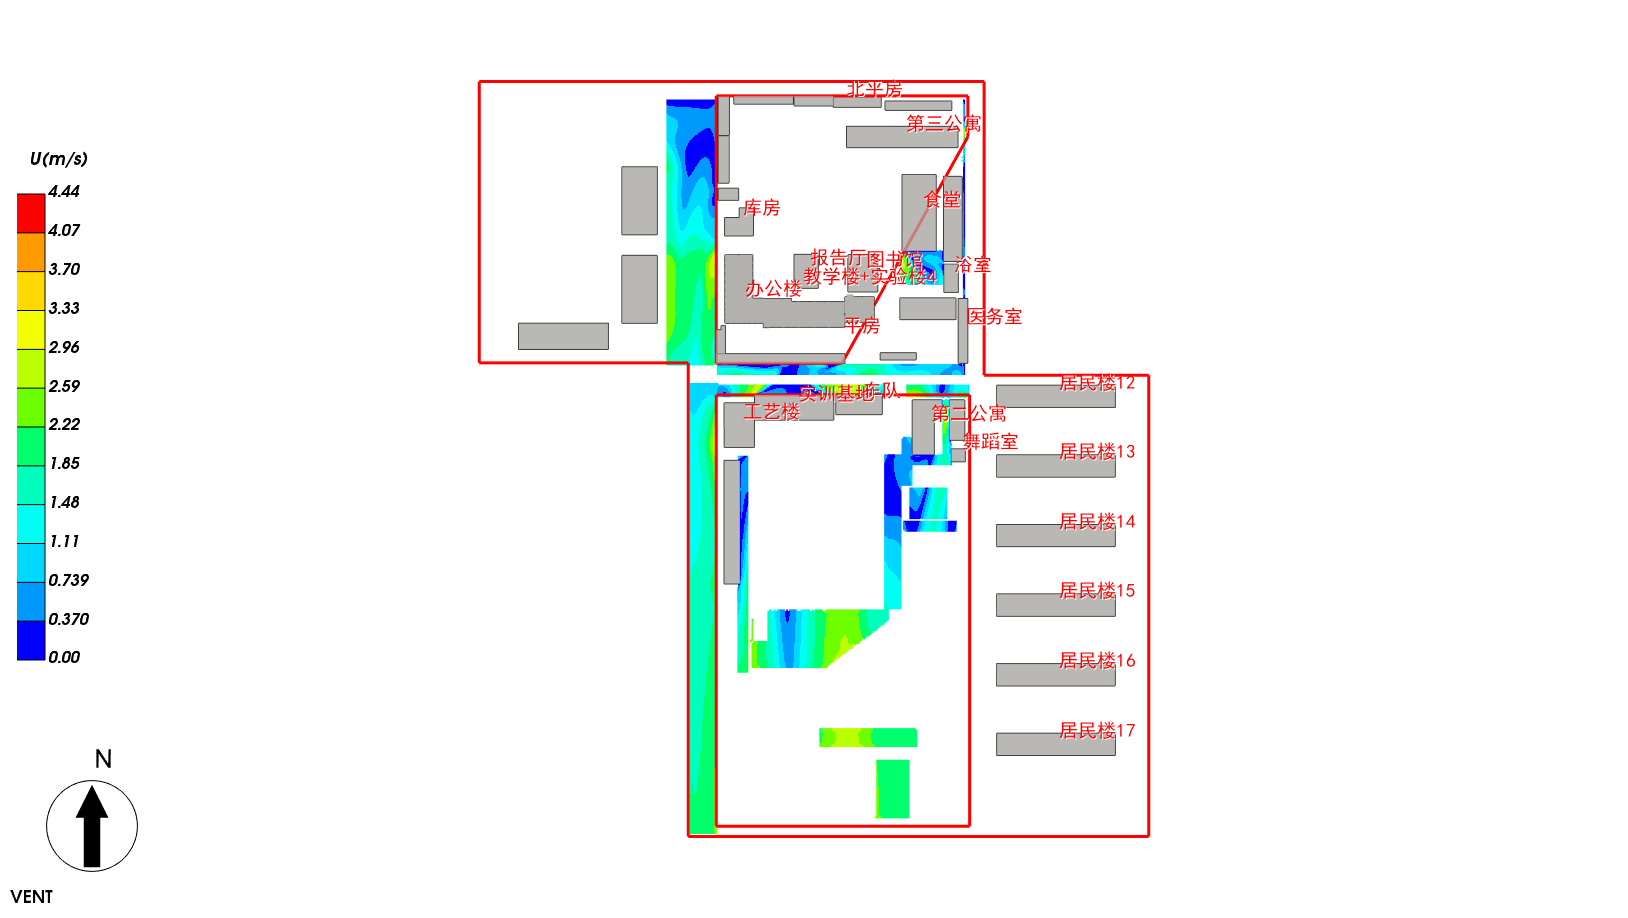 U(m/s)
4.44
4.07
3.70
3.33
2.96
2.59
2.22
1.85
1.48
1.11
0.739
0.370
0.00
北平房
第三公寓
食堂
库房
报告厅
图书馆
浴室
教学楼+实验楼4
办公楼
医务室
平房
居民楼12
实训基地
车队
工艺楼
第二公寓
舞蹈室
居民楼13
居民楼14
居民楼15
居民楼16
居民楼17
N
VENT